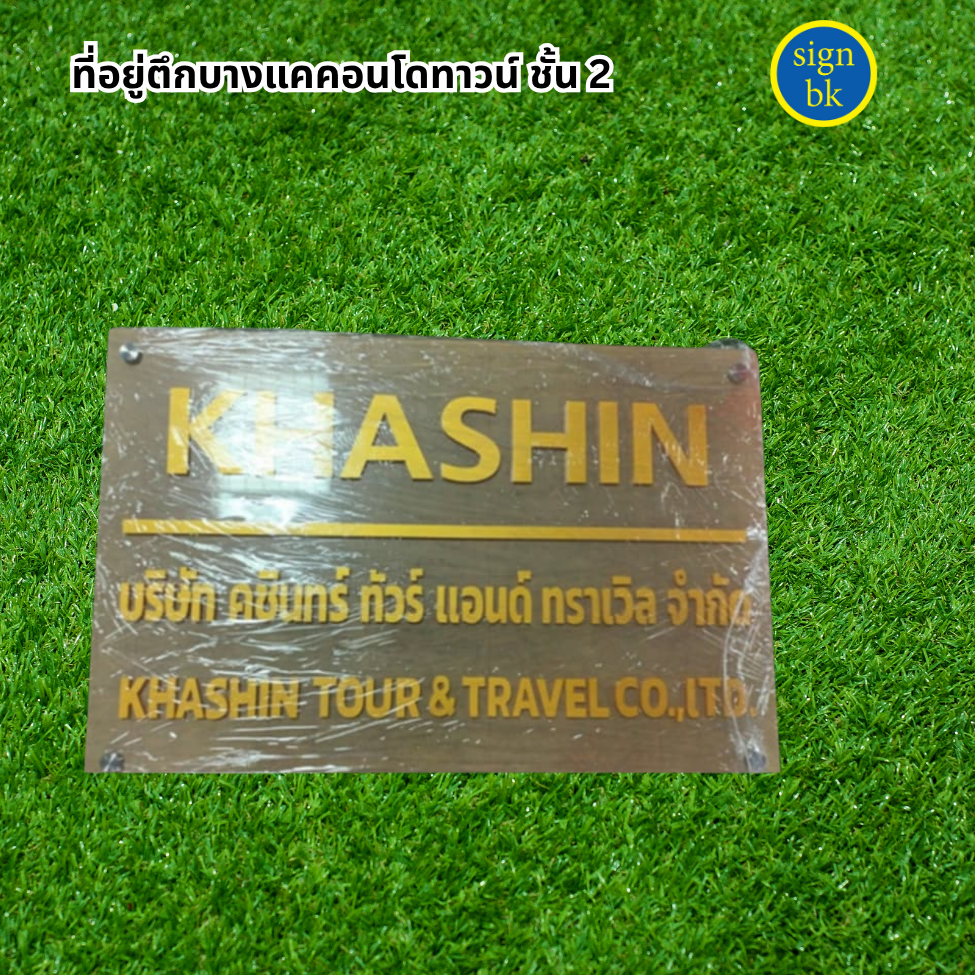 ที่อยู่ตึกบางแคคอนโดทาวน์ ชั้น 2
sign
bk
KHASHIN
บริษัท คชินทร์ ทัวร์ แอนด์ ทราเวิล จำกัด
KHASHIN TOUR & TRAVEL CO.,LTD.